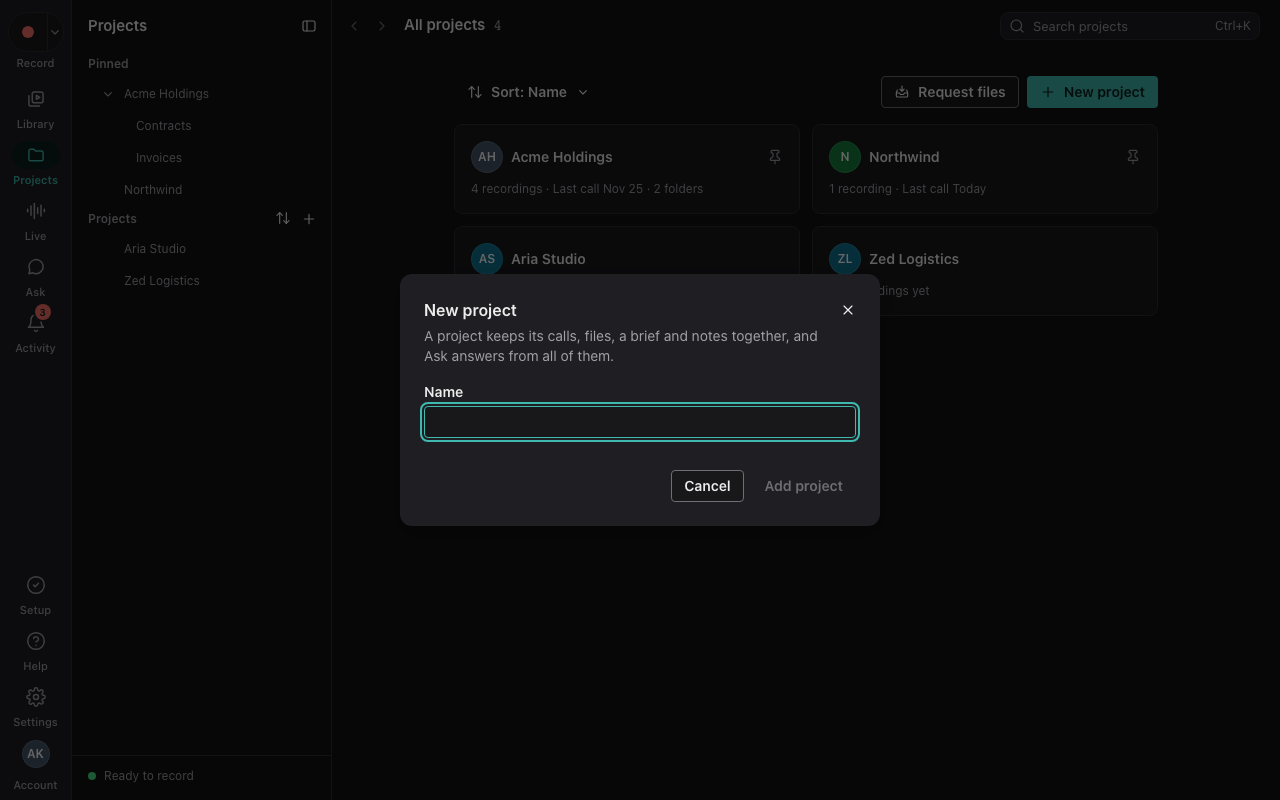 Record
Library
Projects
Live
Ask
3
Activity
Setup
Help
Settings
AK
Account
Projects
Pinned
Acme Holdings
Contracts
Invoices
Northwind
Projects
Aria Studio
Zed Logistics
Ready to record
All projects 4
Search projects Ctrl+K
Sort: Name
Request files
New project
AH Acme Holdings
4 recordings · Last call Nov 25 · 2 folders
N Northwind
1 recording · Last call Today
AS Aria Studio
ZL Zed Logistics
yet
New project
A project keeps its calls, files, a brief and notes together, and
Ask answers from all of them.
Name
Cancel
Add project